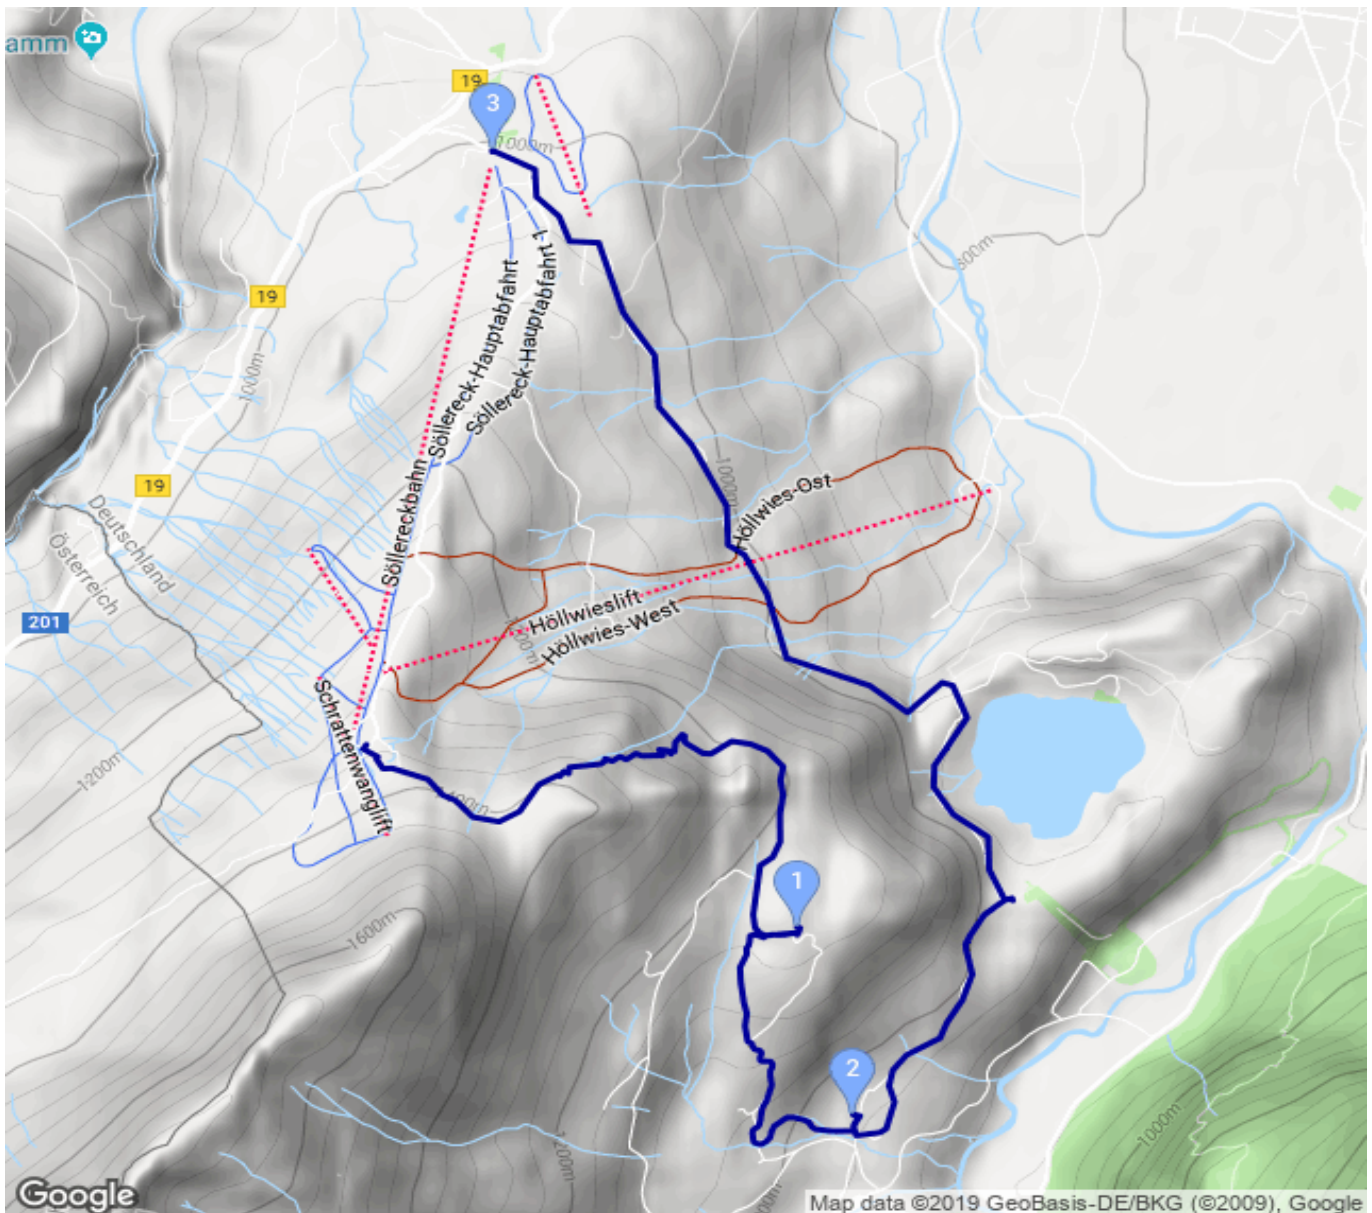 amm
19
3
1000m
800m
19
1000m
Söllereck-Hauptabfahrt
Söllereck-Hauptabfahrt 1
19
Söllereckbahn
1000m
Höllwies-Ost
Deutschland
Österreich
201
Höllwieslift
Höllwies-West
Schrattenwanglift
1200m
1
1600m
2
1000m
1200m
Google
Map data ©2019 GeoBasis-DE/BKG (©2009), Google